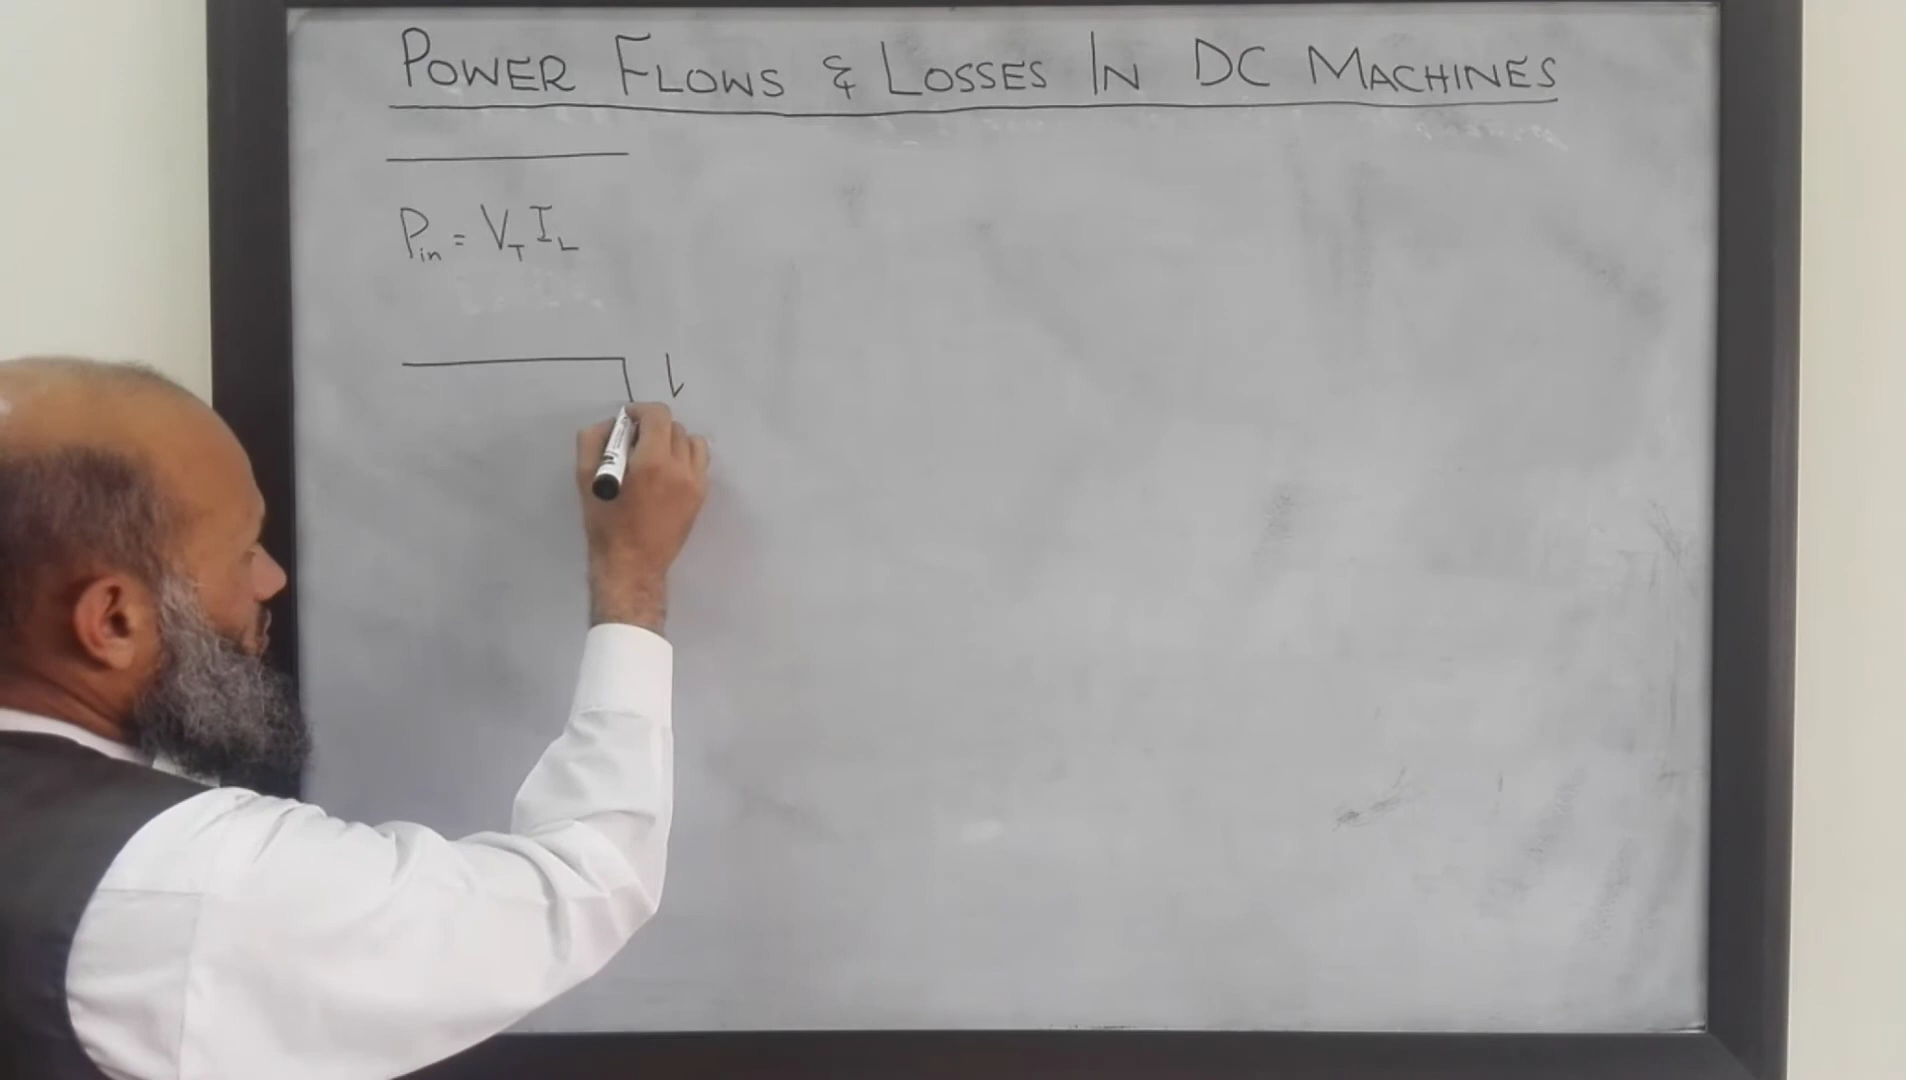 POWER FLOWS & LOSSES IN DC MACHINES
Pin = VT IL